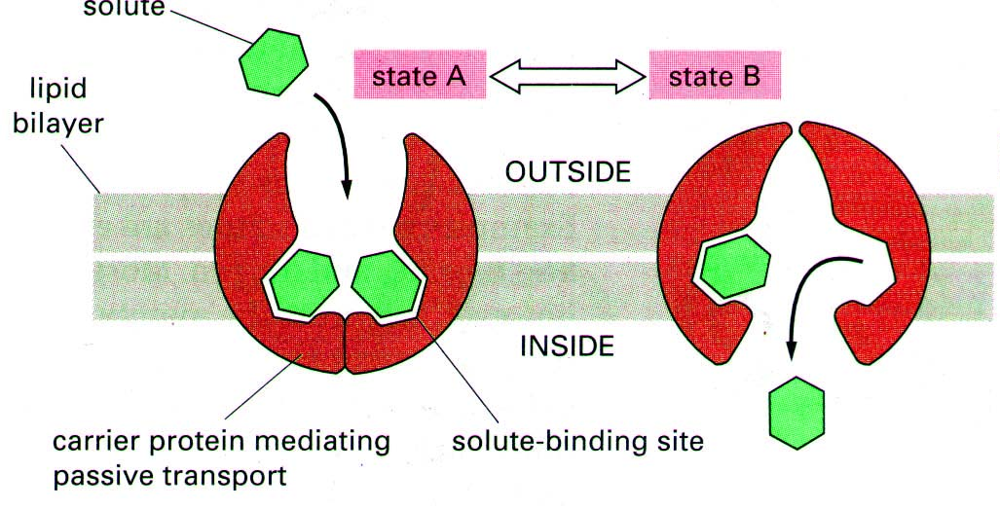 solute
state A
state B
lipid
bilayer
OUTSIDE
INSIDE
carrier protein mediating
passive transport
solute-binding site